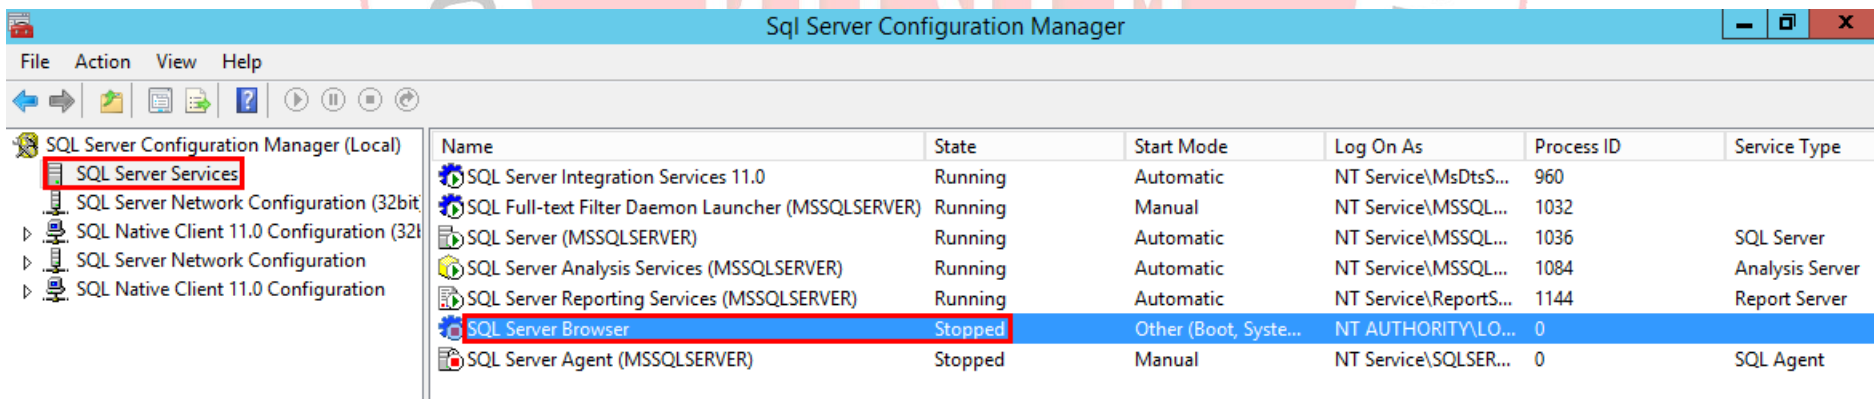 Sql Server Configuration Manager
File Action View Help
SQL Server Configuration Manager (Local)
SQL Server Services
SQL Server Network Configuration (32bit
SQL Native Client 11.0 Configuration (32b
SQL Server Network Configuration
SQL Native Client 11.0 Configuration
Name State Start Mode Log On As Process ID Service Type
SQL Server Integration Services 11.0 Running Automatic NT Service\MsDtsS... 960
SQL Full-text Filter Daemon Launcher (MSSQLSERVER) Running Manual NT Service\MSSQL... 1032
SQL Server (MSSQLSERVER) Running Automatic NT Service\MSSQL... 1036 SQL Server
SQL Server Analysis Services (MSSQLSERVER) Running Automatic NT Service\MSSQL... 1084 Analysis Server
SQL Server Reporting Services (MSSQLSERVER) Running Automatic NT Service\ReportS... 1144 Report Server
SQL Server Browser Stopped Other (Boot, Syste... NT AUTHORITY\LO... 0
SQL Server Agent (MSSQLSERVER) Stopped Manual NT Service\SQLSER... 0 SQL Agent